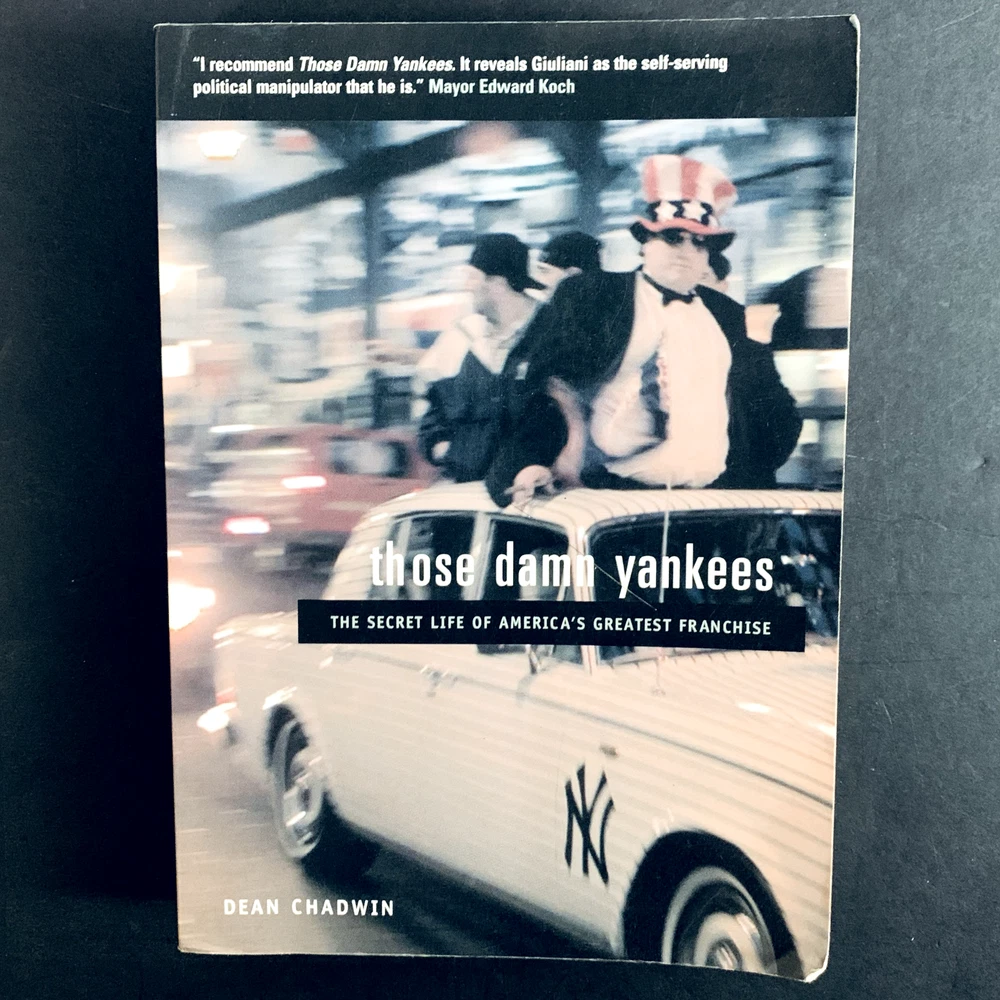 “I recommend Those Damn Yankees. It reveals Giuliani as the self-serving
political manipulator that he is.” Mayor Edward Koch
those damn yankees
THE SECRET LIFE OF AMERICA’S GREATEST FRANCHISE
NY
DEAN CHADWIN